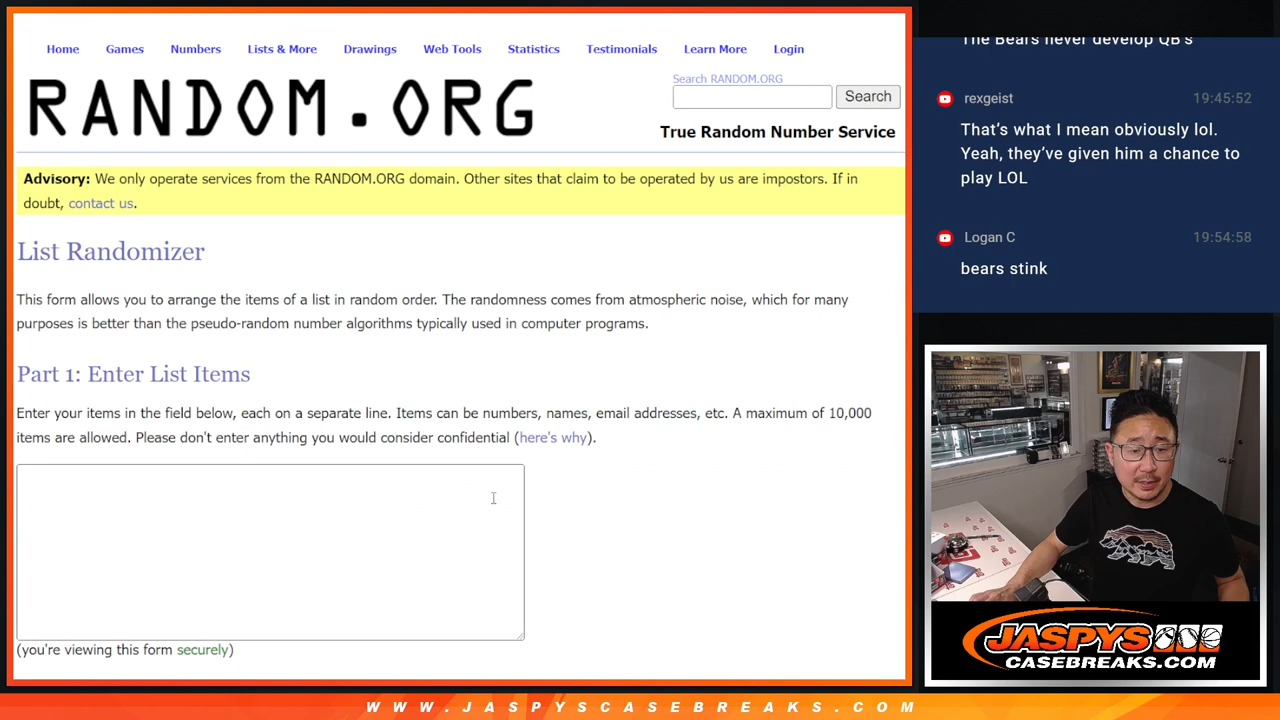 Home Games Numbers Lists & More Drawings Web Tools Statistics Testimonials Learn More Login
RANDOM.ORG
Search RANDOM.ORG
Search
True Random Number Service
Advisory: We only operate services from the RANDOM.ORG domain. Other sites that claim to be operated by us are impostors. If in
doubt, contact us.
List Randomizer
This form allows you to arrange the items of a list in random order. The randomness comes from atmospheric noise, which for many
purposes is better than the pseudo-random number algorithms typically used in computer programs.
Part 1: Enter List Items
Enter your items in the field below, each on a separate line. Items can be numbers, names, email addresses, etc. A maximum of 10,000
items are allowed. Please don't enter anything you would consider confidential (here's why).
(you're viewing this form securely)
The Bears never develop QB's
rexgeist 19:45:52
That's what I mean obviously lol.
Yeah, they've given him a chance to
play LOL
Logan C 19:54:58
bears stink
JASPYS
CASEBREAKS.COM
WWW.JASPYSCASEBREAKS.COM